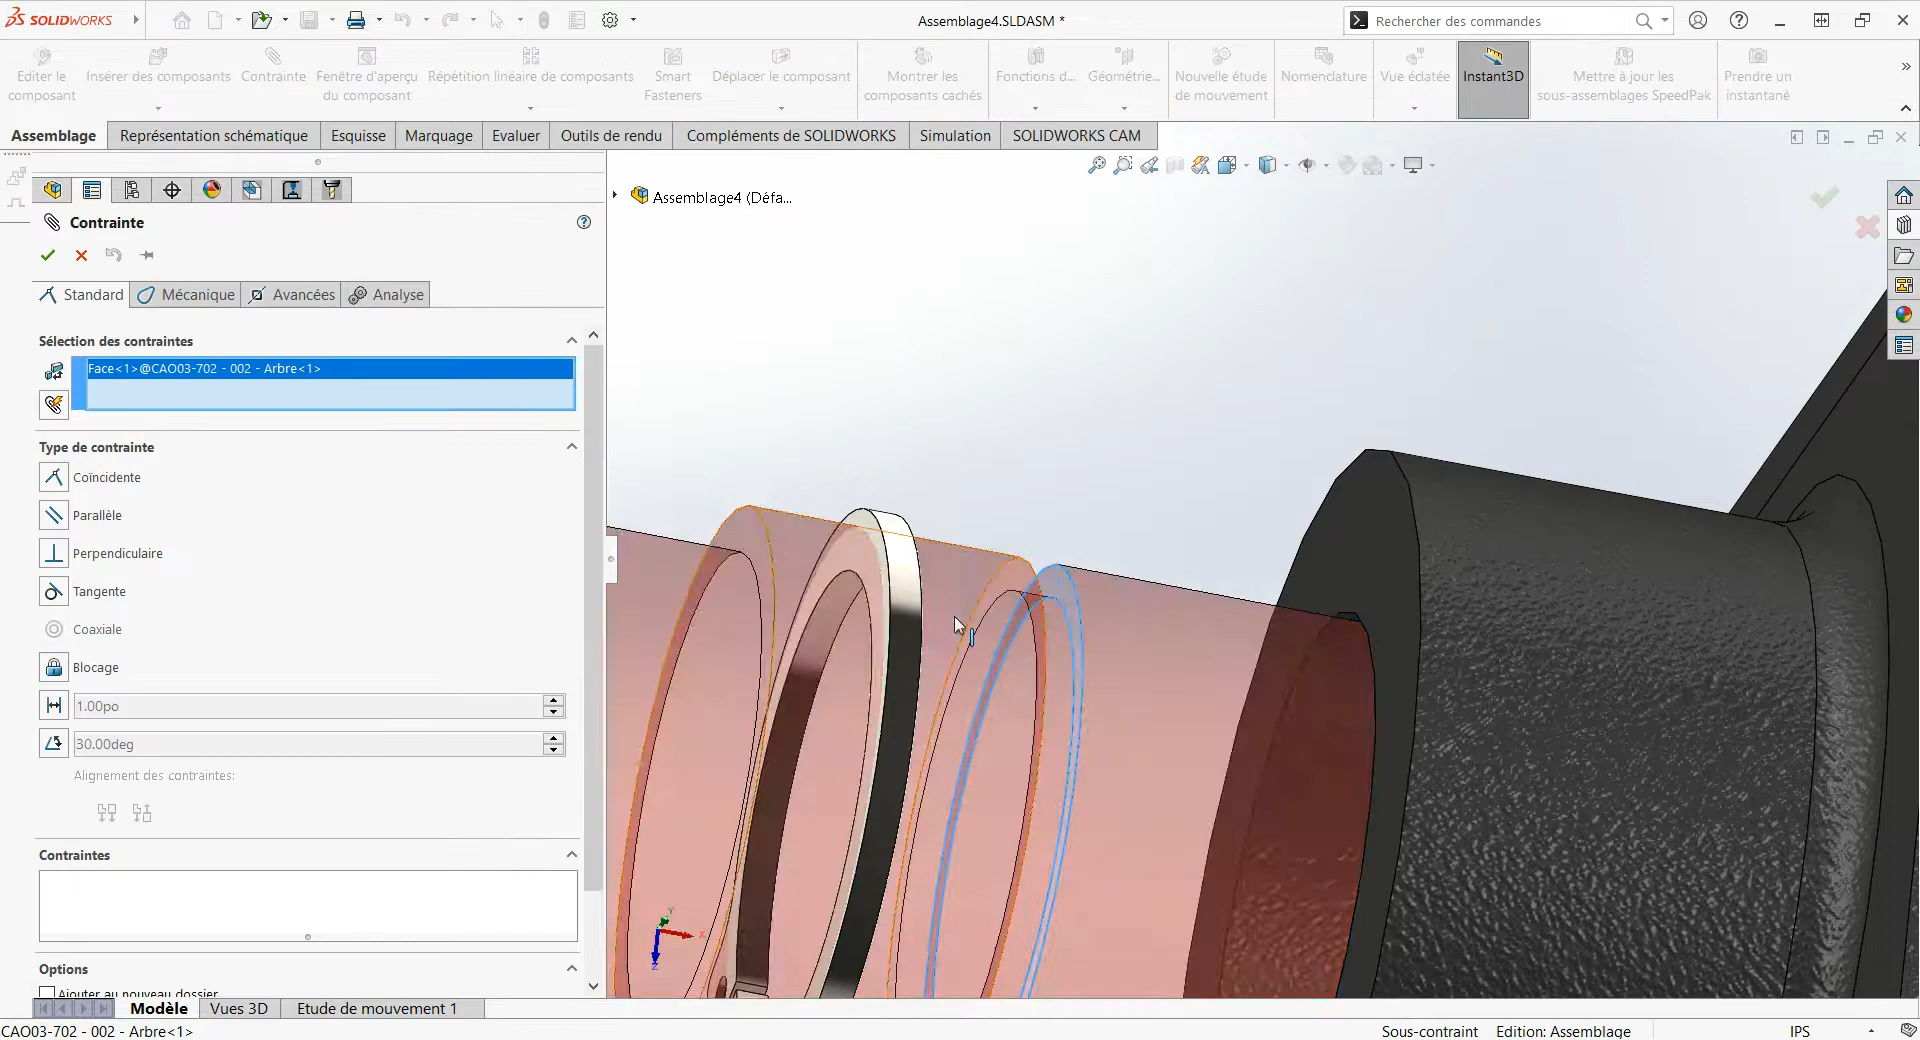 SOLIDWORKS
Assemblage4.SLDASM *
Rechercher des commandes
Editer le composant
Insérer des composants
Contrainte
Fenêtre d'aperçu du composant
Répétition linéaire de composants
Smart Fasteners
Déplacer le composant
Montrer les composants cachés
Fonctions d...
Géométrie...
Nouvelle étude de mouvement
Nomenclature
Vue éclatée
Instant3D
Mettre à jour les sous-assemblages SpeedPak
Prendre un instantané
Assemblage
Représentation schématique
Esquisse
Marquage
Evaluer
Outils de rendu
Compléments de SOLIDWORKS
Simulation
SOLIDWORKS CAM
Assemblage4 (Défa...
Contrainte
Standard
Mécanique
Avancées
Analyse
Sélection des contraintes
Face<1>@CAO03-702 - 002 - Arbre<1>
Type de contrainte
Coïncidente
Parallèle
Perpendiculaire
Tangente
Coaxiale
Blocage
1.00po
30.00deg
Alignement des contraintes:
Contraintes
Options
Ajouter au nouveau dossier
Y
X
Z
Modèle
Vues 3D
Etude de mouvement 1
CAO03-702 - 002 - Arbre<1>
Sous-contraint
Edition: Assemblage
IPS